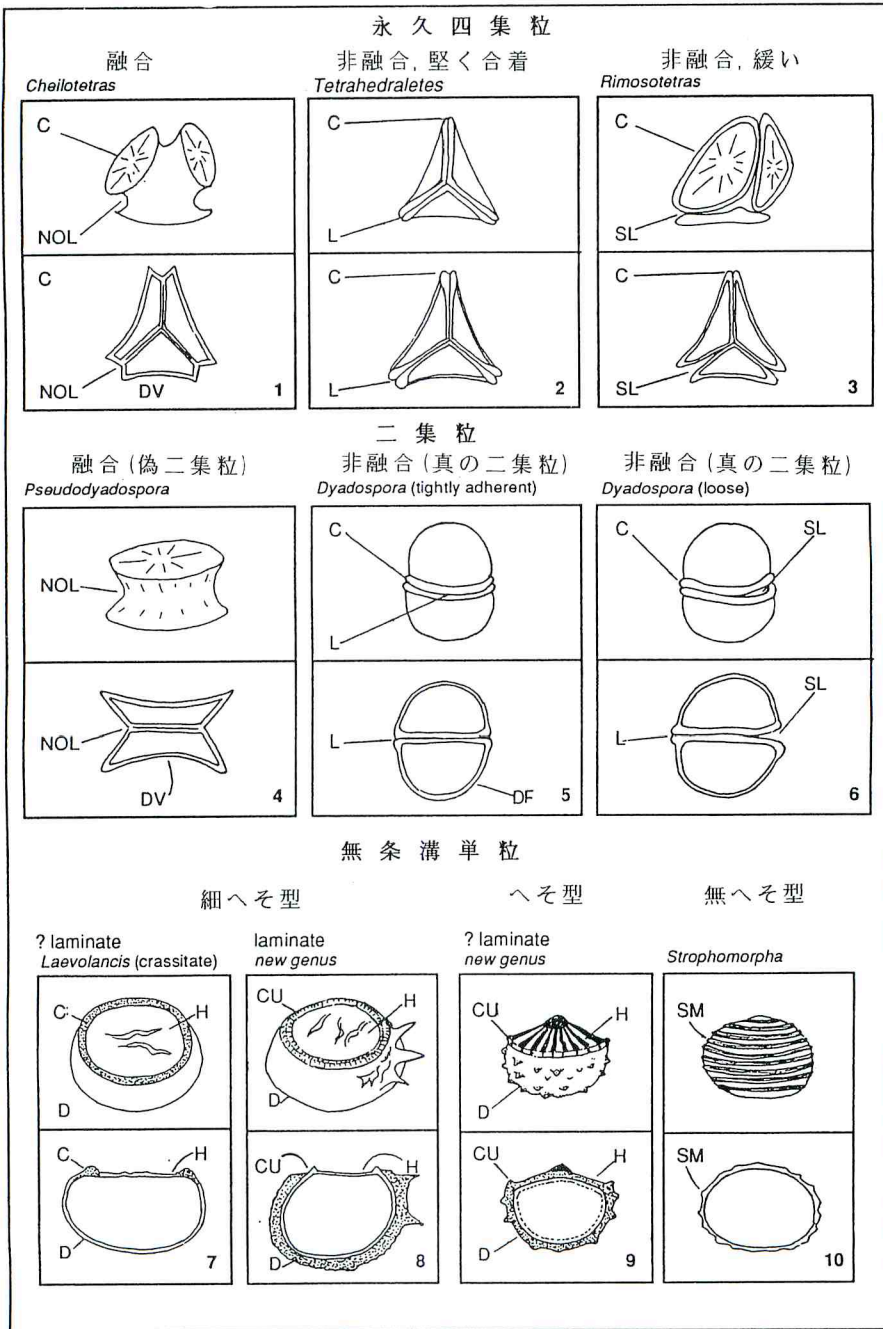 永久四集粒
融合 非融合, 堅く合着 非融合, 緩い
Cheilotetras Tetrahedraletes Rimosotetras
C C C
NOL L SL
C C C
NOL DV 1 L 2 SL 3
二集粒
融合 (偽二集粒) 非融合 (真の二集粒) 非融合 (真の二集粒)
Pseudodyadospora Dyadospora (tightly adherent) Dyadospora (loose)
NOL C L C SL
NOL DV 4 L DF 5 L SL 6
無条溝単粒
細へそ型 へそ型 無へそ型
? laminate laminate ? laminate
Laevolancis (crassitate) new genus new genus Strophomorpha
C H CU H CU H SM
D D D
C H CU H CU H SM
D 7 D 8 D 9 10